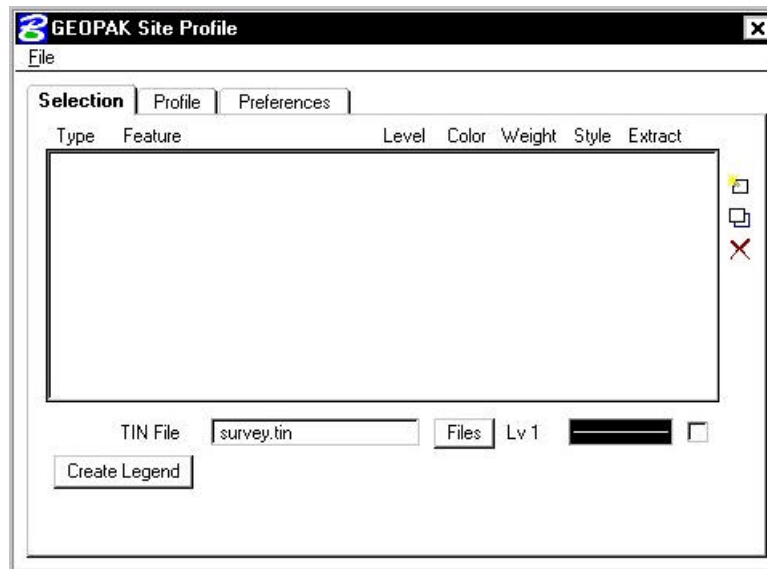 GEOPAK Site Profile
File
Selection Profile Preferences
Type Feature Level Color Weight Style Extract
TIN File survey.tin Files Lv 1
Create Legend